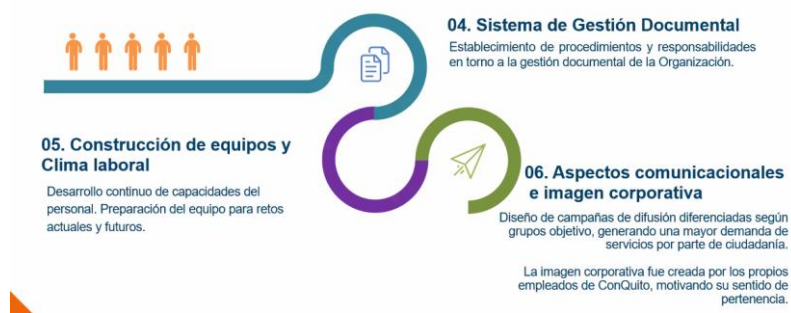 04. Sistema de Gestión Documental
Establecimiento de procedimientos y responsabilidades
en torno a la gestión documental de la Organización.
05. Construcción de equipos y
Clima laboral
Desarrollo continuo de capacidades del
personal. Preparación del equipo para retos
actuales y futuros.
06. Aspectos comunicacionales
e imagen corporativa
Diseño de campañas de difusión diferenciadas según
grupos objetivo, generando una mayor demanda de
servicios por parte de ciudadanía.
La imagen corporativa fue creada por los propios
empleados de ConQuito, motivando su sentido de
pertenencia.